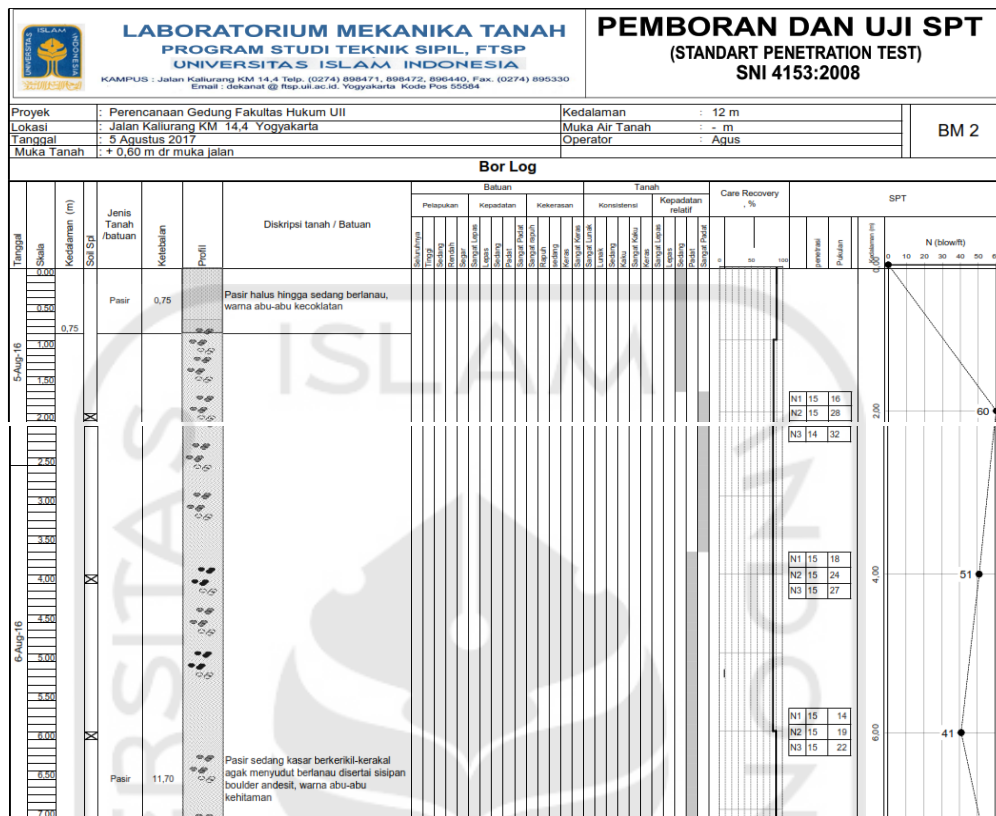 LABORATORIUM MEKANIKA TANAH
PROGRAM STUDI TEKNIK SIPIL, FTSP
UNIVERSITAS ISLAM INDONESIA
KAMPUS : Jalan Kaliurang KM 14,4 Telp. (0274) 898471, 898472, 896440, Fax. (0274) 895330
Email : dekanat @ ftsp.uii.ac.id, Yogyakarta Kode Pos 55584
ISLAM
UNIVERSITAS
INDONESIA
PEMBORAN DAN UJI SPT
(STANDART PENETRATION TEST)
SNI 4153:2008
Proyek : Perencanaan Gedung Fakultas Hukum UII
Lokasi : Jalan Kaliurang KM 14,4 Yogyakarta
Tanggal : 5 Agustus 2017
Muka Tanah : + 0,60 m dr muka jalan
Kedalaman : 12 m
Muka Air Tanah : - m
Operator : Agus
BM 2
Bor Log
Tanggal
Skala
Kedalaman (m)
Soil Spl
Jenis
Tanah
/batuan
Ketebalan
Profil
Diskripsi tanah / Batuan
Batuan
Pelapukan
Kepadatan
Kekerasan
Seluruhnya
Tinggi
Sedang
Rendah
Segar
Sangat Lepas
Lepas
Sedang
Padat
Sangat Padat
Sangat rapuh
Rapuh
sedang
Keras
Sangat Keras
Tanah
Konsistensi
Kepadatan
relatif
Sangat Lunak
Lunak
Sedang
Kaku
Sangat Kaku
Keras
Sangat Lepas
Lepas
Sedang
Padat
Sangat Padat
Care Recovery
, %
0 50 100
SPT
penetrasi
Pukulan
Kedalaman (m)
N (blow/ft)
0 10 20 30 40 50 6
0.00
0.50
1.00
1.50
2.00
2.50
3.00
3.50
4.00
4.50
5.00
5.50
6.00
6.50
7.00
5-Aug-16
6-Aug-16
0,75
Pasir 0,75
Pasir halus hingga sedang berlanau,
warna abu-abu kecoklatan
Pasir 11,70
Pasir sedang kasar berkerikil-kerakal
agak menyudut berlanau disertai sisipan
boulder andesit, warna abu-abu
kehitaman
N1 15 16
N2 15 28
N3 14 32
N1 15 18
N2 15 24
N3 15 27
N1 15 14
N2 15 19
N3 15 22
0.00
2.00
4.00
6.00
60
51
41
ISLAM